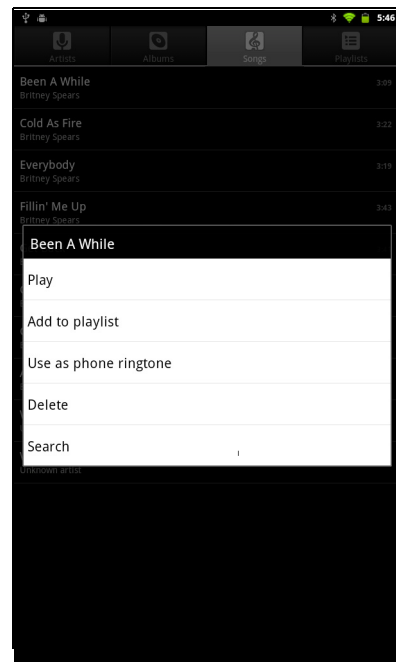 5:46
Artists Albums Songs Playlists
Been A While 3:09
Britney Spears
Cold As Fire 3:22
Britney Spears
Everybody 3:19
Britney Spears
Fillin' Me Up 3:43
Britney Spears
Been A While
Play
Add to playlist
Use as phone ringtone
Delete
Search
Unknown artist